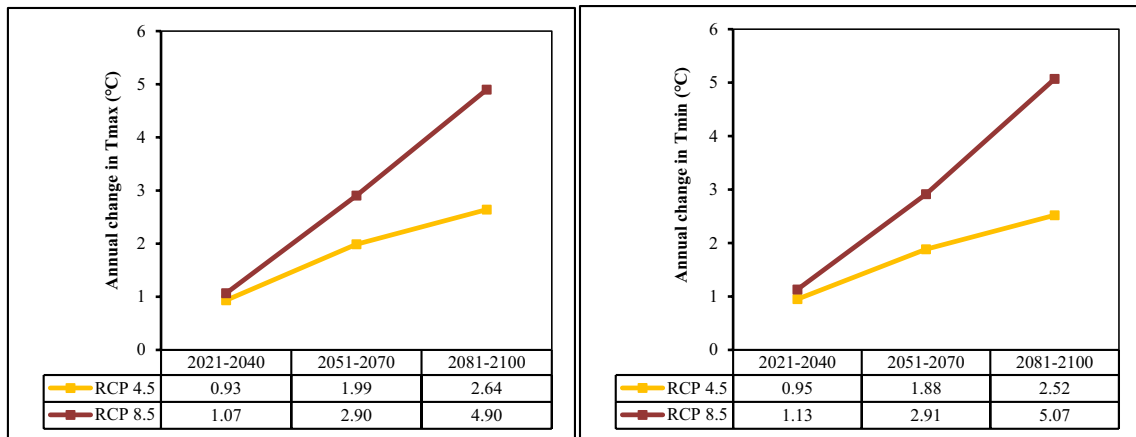 Annual change in Tmax (°C)
6
5
4
3
2
1
0
2021-2040 2051-2070 2081-2100
RCP 4.5 0.93 1.99 2.64
RCP 8.5 1.07 2.90 4.90
Annual change in Tmin (°C)
6
5
4
3
2
1
0
2021-2040 2051-2070 2081-2100
RCP 4.5 0.95 1.88 2.52
RCP 8.5 1.13 2.91 5.07